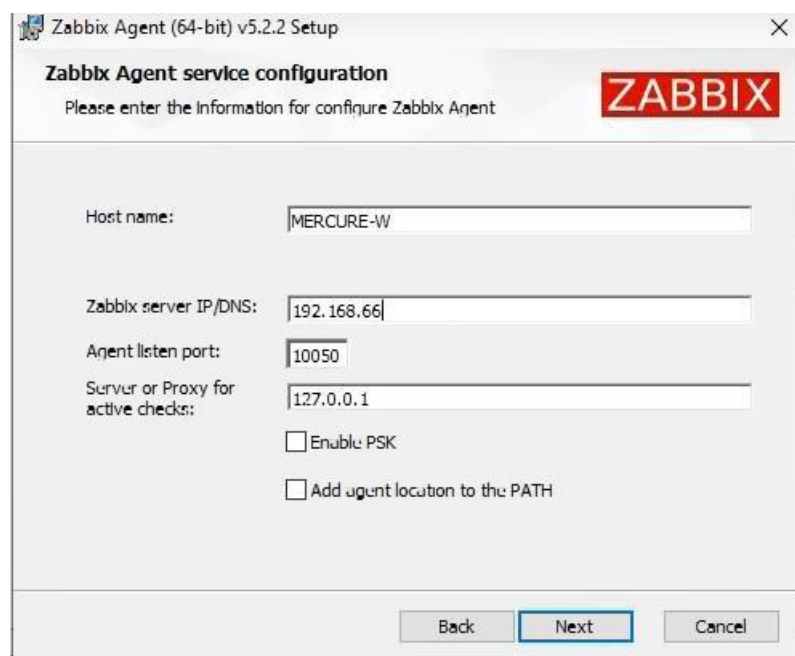 Zabbix Agent (64-bit) v5.2.2 Setup
Zabbix Agent service configuration
Please enter the information for configure Zabbix Agent
ZABBIX
Host name:
MERCURE-W
Zabbix server IP/DNS:
192.168.66
Agent listen port:
10050
Server or Proxy for
active checks:
127.0.0.1
Enable PSK
Add agent location to the PATH
Back
Next
Cancel